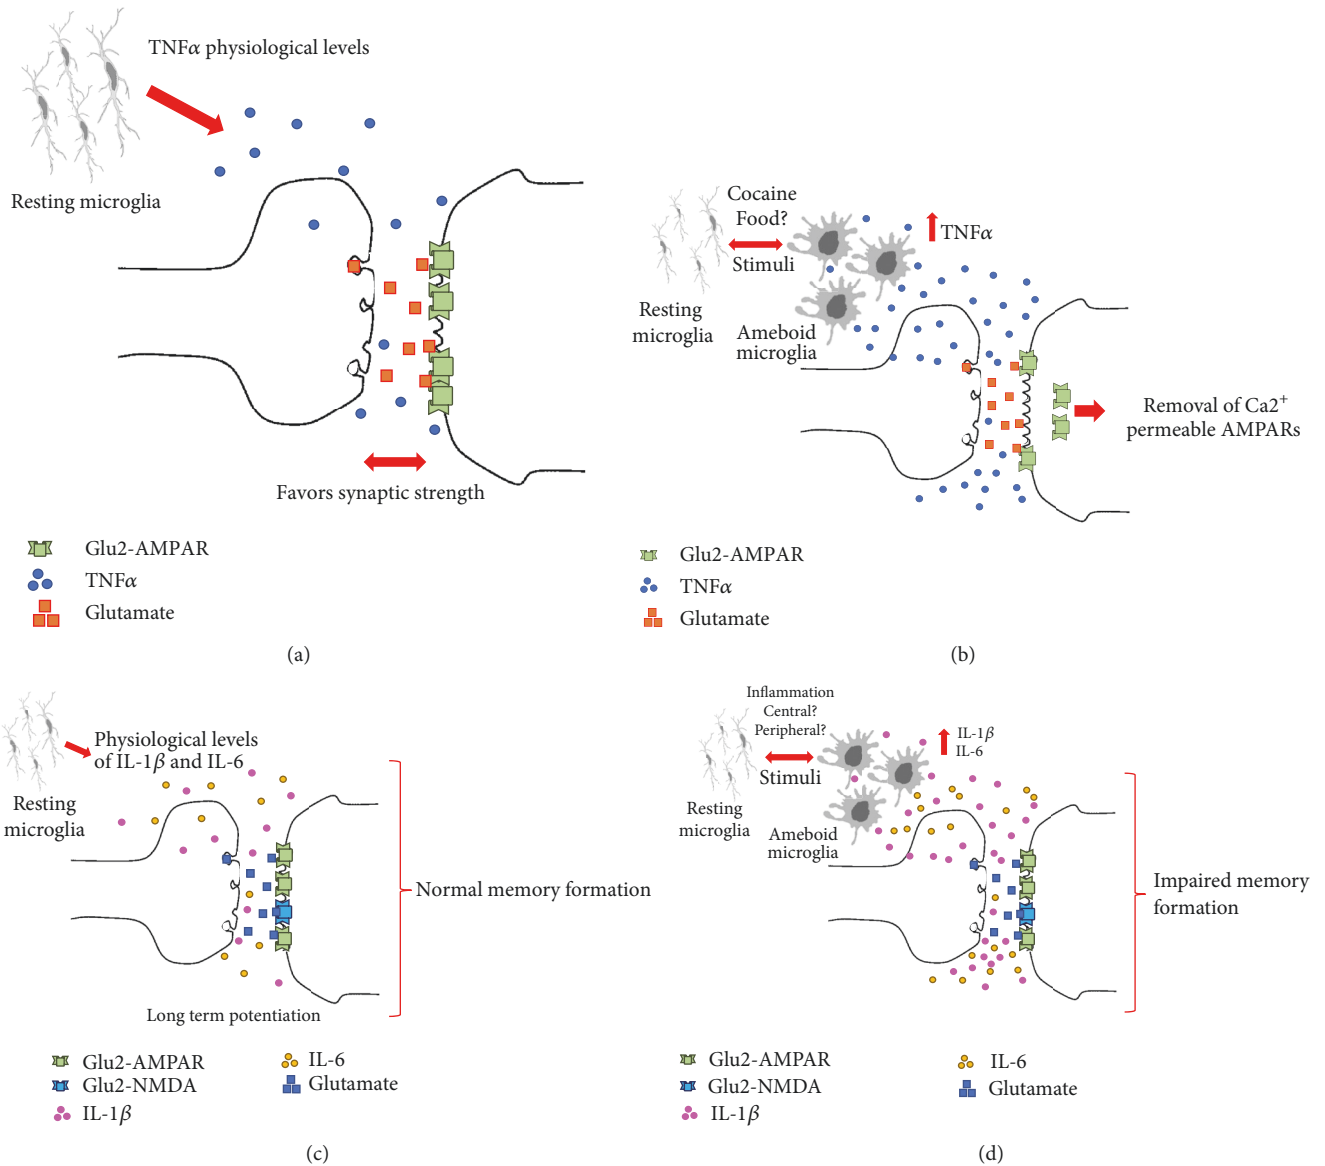 TNFα physiological levels
Resting microglia
Favors synaptic strength
Glu2-AMPAR
TNFα
Glutamate
(a)
Cocaine
Food?
Stimuli
TNFα
Resting
microglia
Ameboid
microglia
Removal of Ca2⁺
permeable AMPARs
Glu2-AMPAR
TNFα
Glutamate
(b)
Physiological levels
of IL-1β and IL-6
Resting
microglia
Normal memory formation
Long term potentiation
Glu2-AMPAR
Glu2-NMDA
IL-1β
IL-6
Glutamate
(c)
Inflammation
Central?
Peripheral?
Stimuli
IL-1β
IL-6
Resting
microglia
Ameboid
microglia
Impaired memory
formation
Glu2-AMPAR
Glu2-NMDA
IL-1β
IL-6
Glutamate
(d)